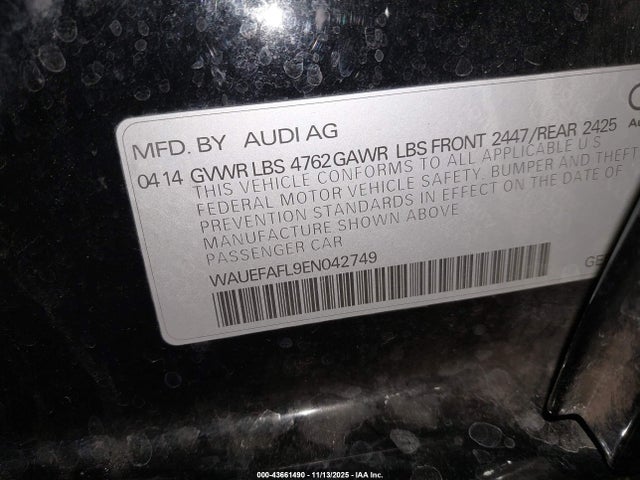 MFD. BY AUDI AG
04 14 GVWR LBS 4762 GAWR LBS FRONT 2447/REAR 2425
THIS VEHICLE CONFORMS TO ALL APPLICABLE U S
FEDERAL MOTOR VEHICLE SAFETY, BUMPER AND THEFT
PREVENTION STANDARDS IN EFFECT ON THE DATE OF
MANUFACTURE SHOWN ABOVE
PASSENGER CAR
WAUEFAFL9EN042749
000-43661490 - 11/13/2025 - IAA Inc.